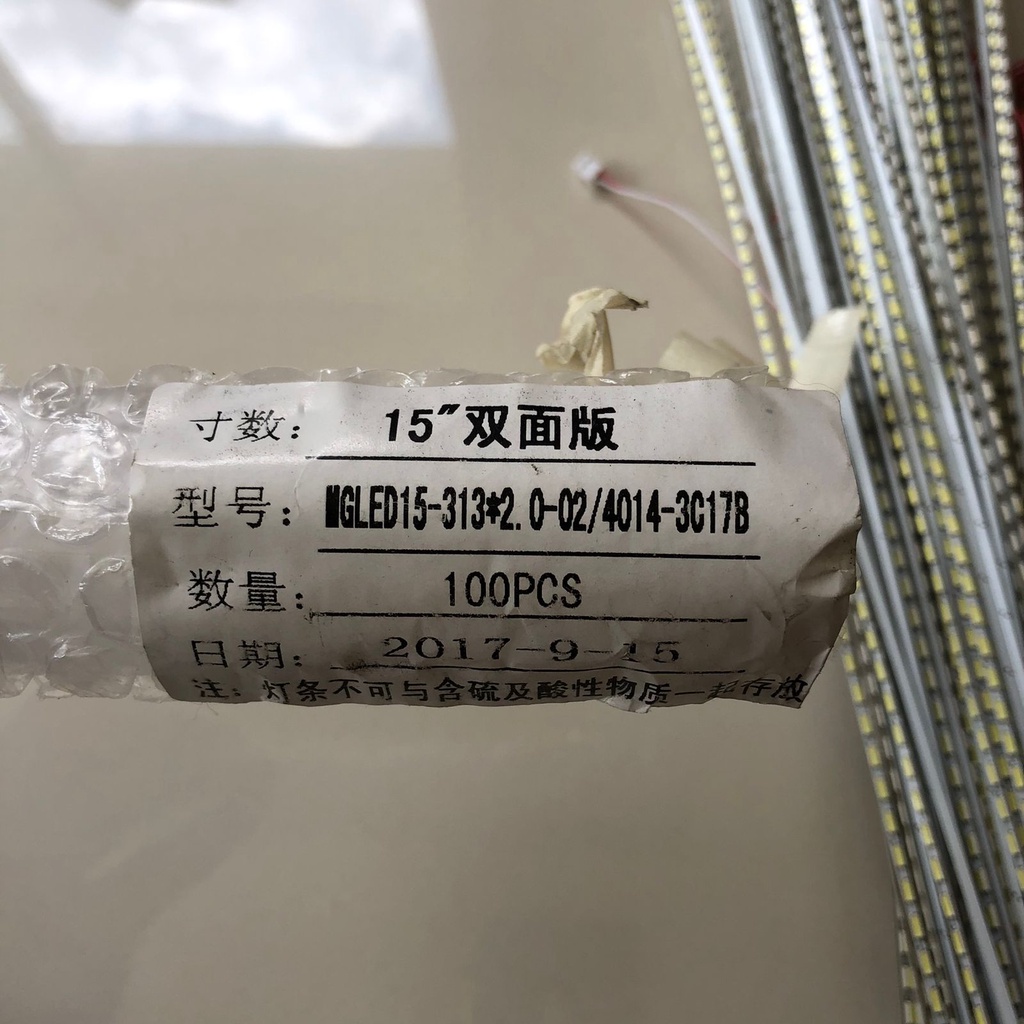 寸数： 15"双面版
型号： MGLED15-313*2.0-02/4014-3C17B
数量： 100PCS
日期： 2017-9-15
注：灯条不可与含硫及酸性物质一起存放